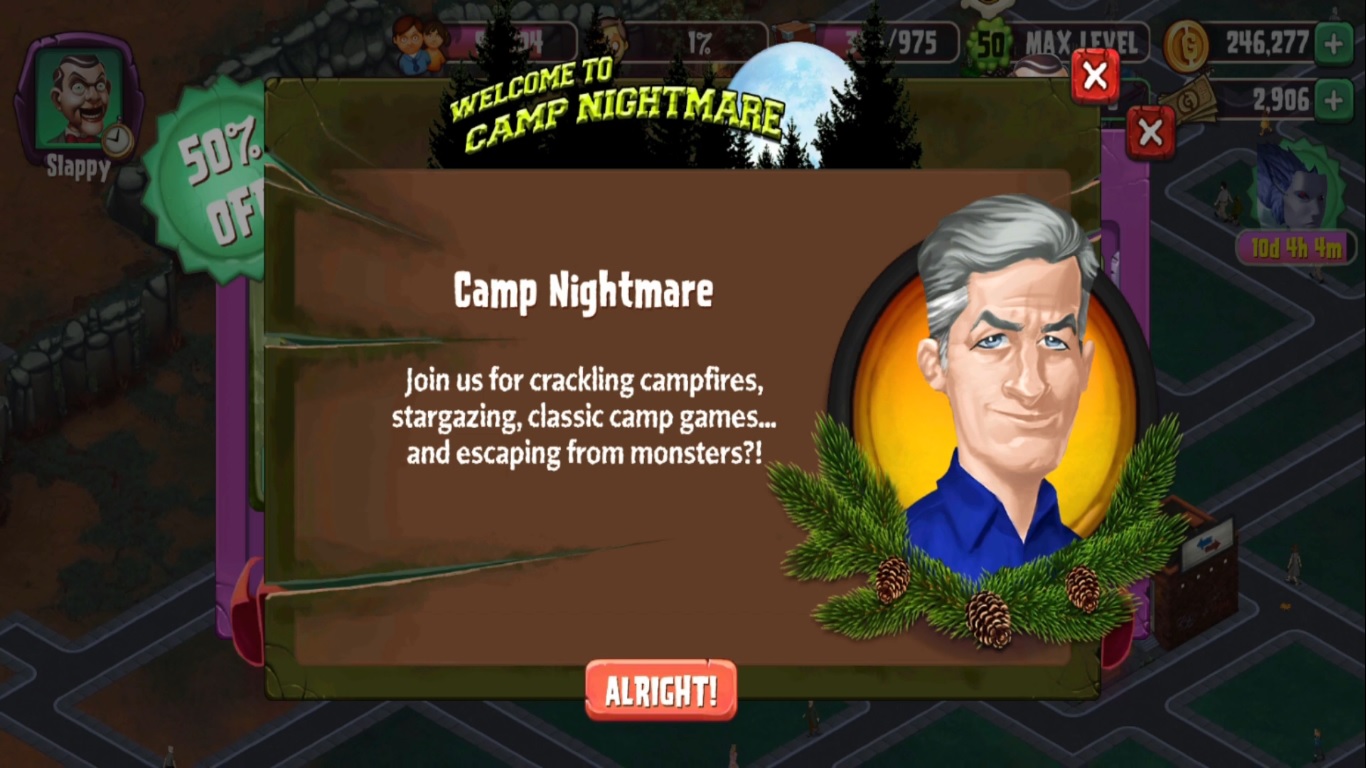 17%
/975
50
MAX LEVEL
246,277
2,906
Slappy
50%
OFF
10d 4h 4m
WELCOME TO
CAMP NIGHTMARE
Camp Nightmare
Join us for crackling campfires,
stargazing, classic camp games...
and escaping from monsters?!
ALRIGHT!